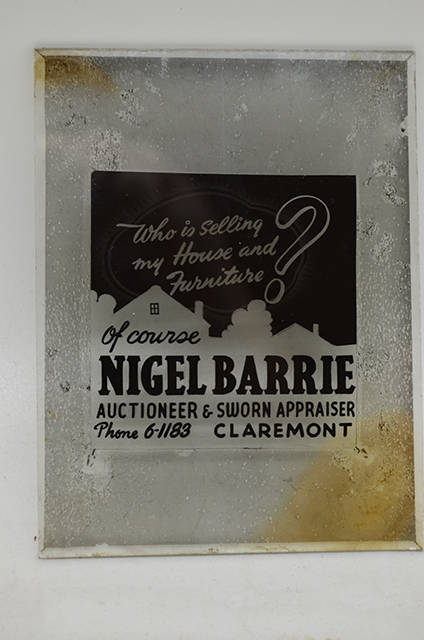 Who is selling
my House and
Furniture ?
Of course
NIGEL BARRIE
AUCTIONEER & SWORN APPRAISER
Phone 6-1183 CLAREMONT